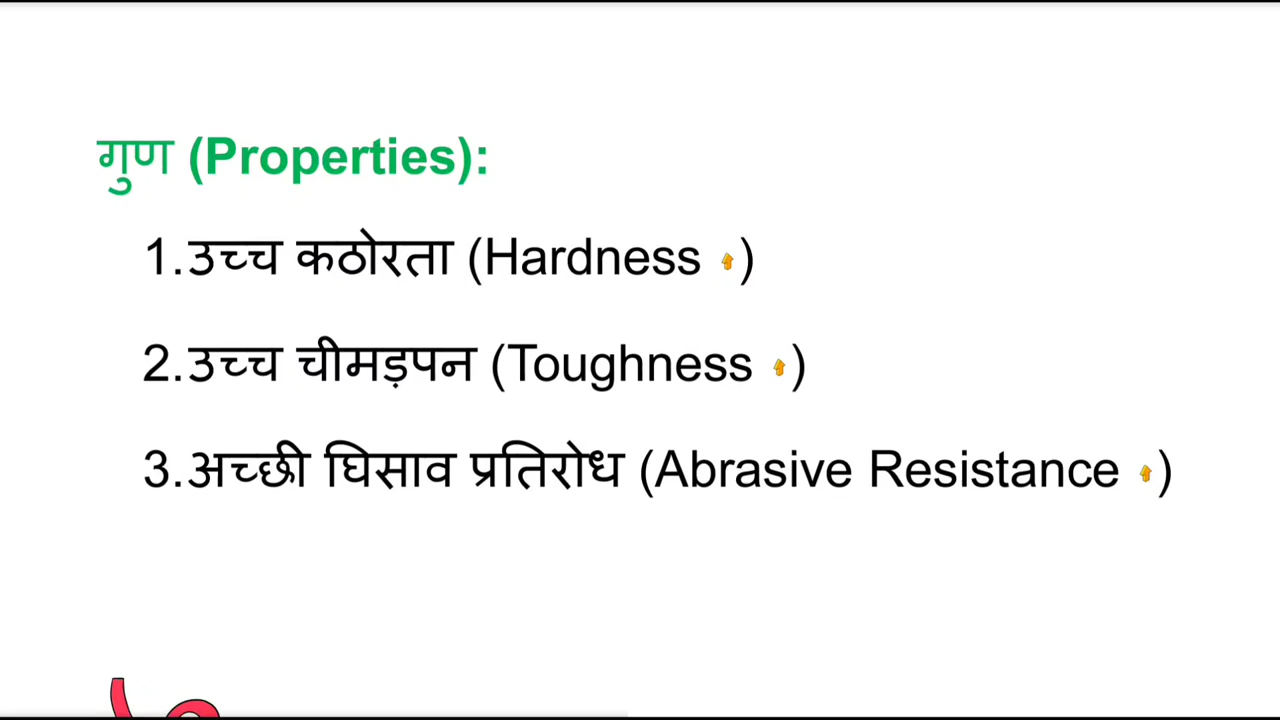 गुण (Properties):
1.उच्च कठोरता (Hardness ⬆)
2.उच्च चीमड़पन (Toughness ⬆)
3.अच्छी घिसाव प्रतिरोध (Abrasive Resistance ⬆)